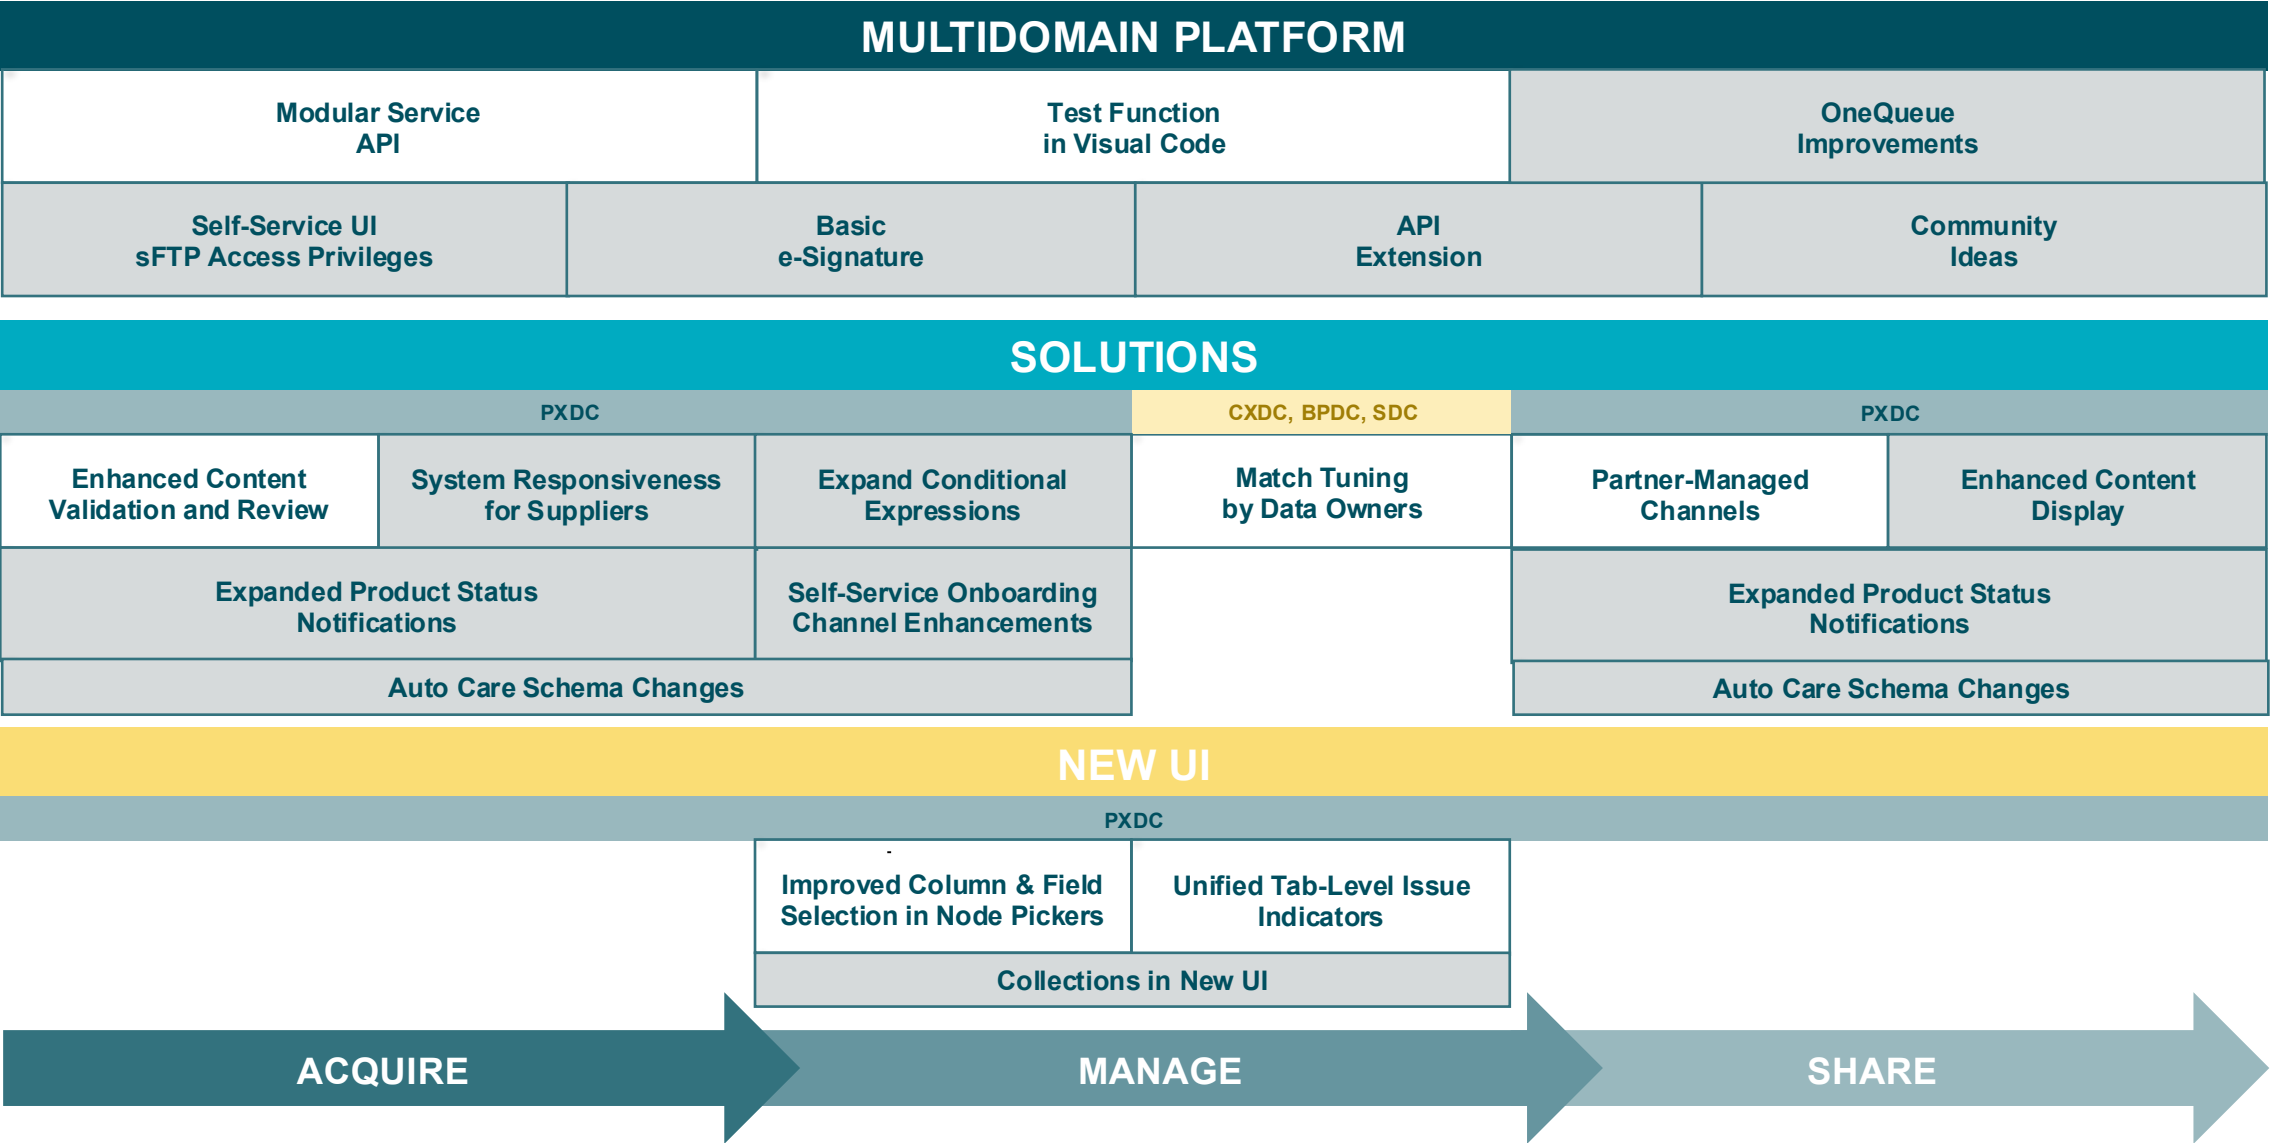 MULTIDOMAIN PLATFORM
Modular Service
API
Test Function
in Visual Code
OneQueue
Improvements
Self-Service UI
sFTP Access Privileges
Basic
e-Signature
API
Extension
Community
Ideas
SOLUTIONS
PXDC
CXDC, BPDC, SDC
PXDC
Enhanced Content
Validation and Review
System Responsiveness
for Suppliers
Expand Conditional
Expressions
Match Tuning
by Data Owners
Partner-Managed
Channels
Enhanced Content
Display
Expanded Product Status
Notifications
Self-Service Onboarding
Channel Enhancements
Expanded Product Status
Notifications
Auto Care Schema Changes
Auto Care Schema Changes
NEW UI
PXDC
-
Improved Column & Field
Selection in Node Pickers
Unified Tab-Level Issue
Indicators
Collections in New UI
ACQUIRE
MANAGE
SHARE